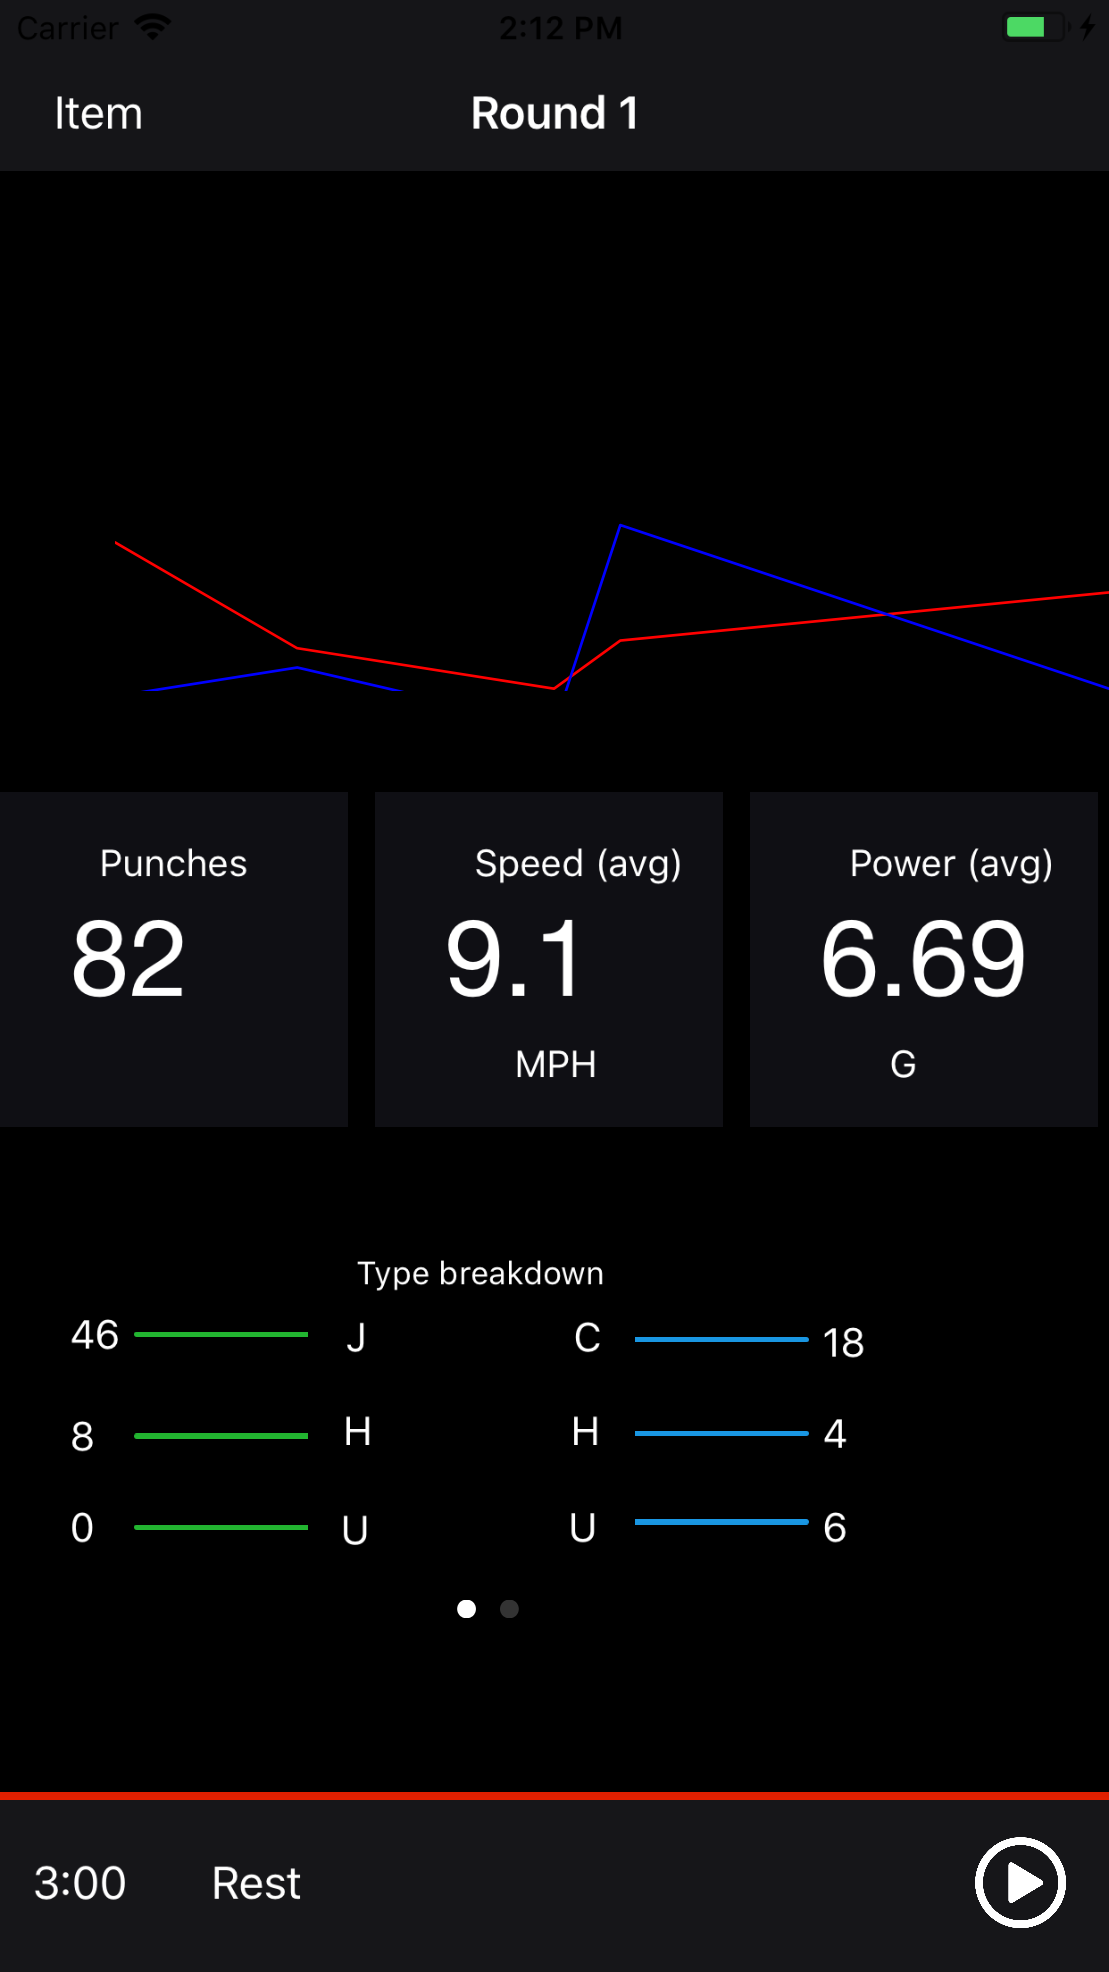 Carrier 2:12 PM
Item Round 1
Punches Speed (avg) Power (avg)
82 9.1 6.69
MPH G
Type breakdown
46 J C 18
8 H H 4
0 U U 6
3:00 Rest